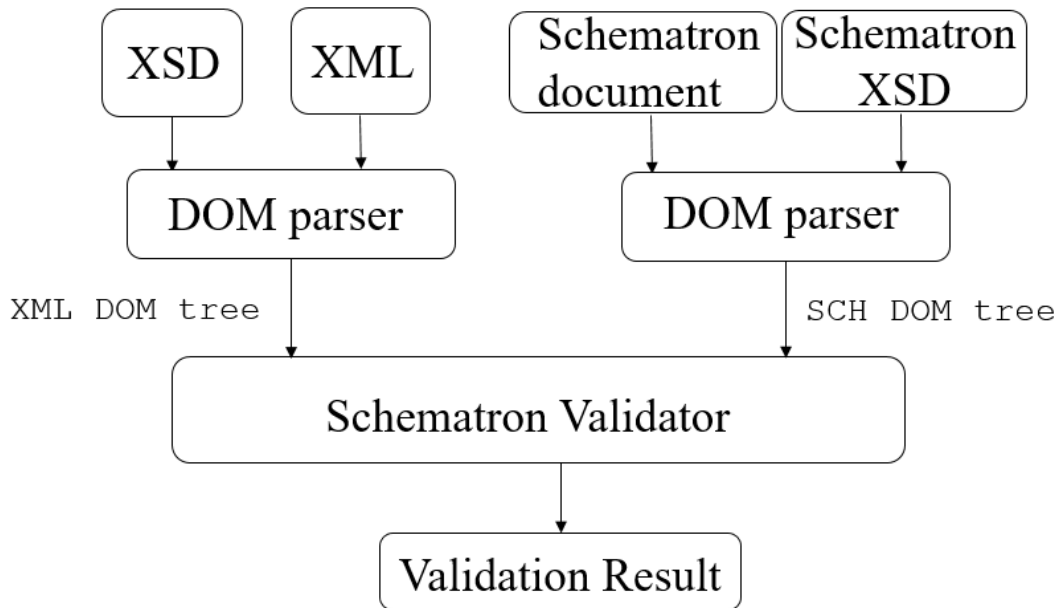 XSD
XML
Schematron
document
Schematron
XSD
DOM parser
DOM parser
XML DOM tree
SCH DOM tree
Schematron Validator
Validation Result